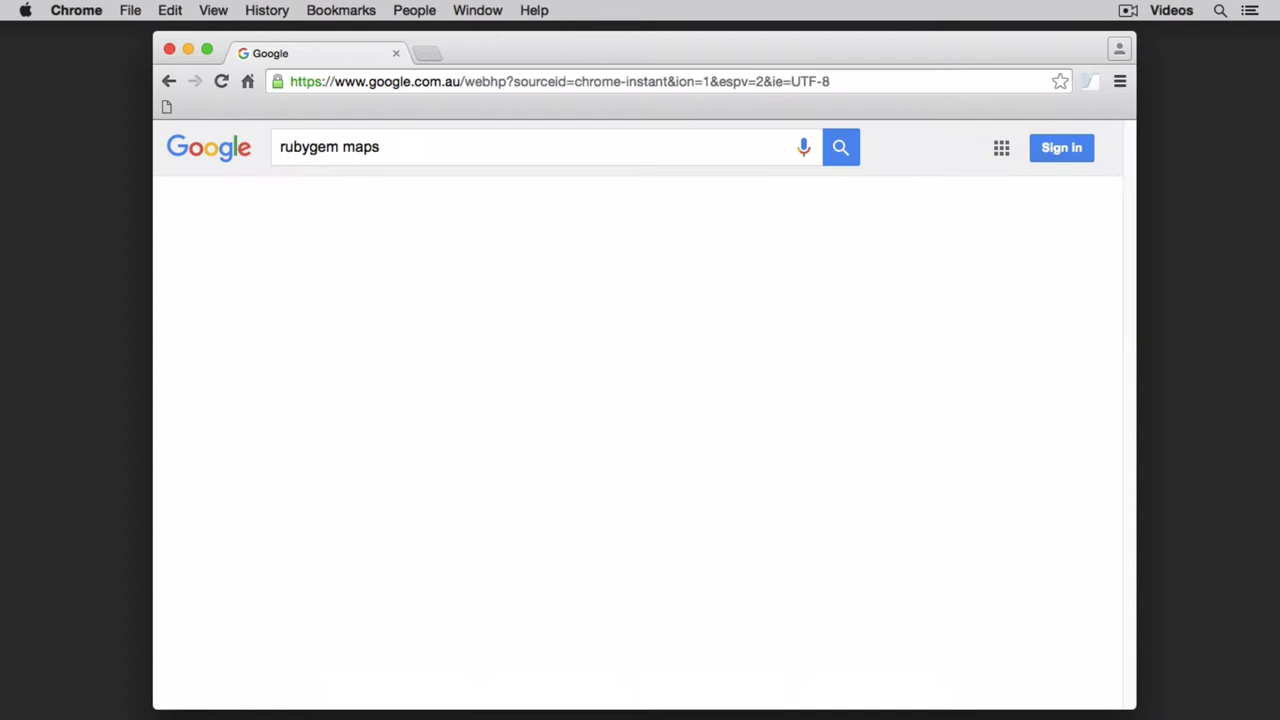 Chrome File Edit View History Bookmarks People Window Help Videos
Google
https://www.google.com.au/webhp?sourceid=chrome-instant&ion=1&espv=2&ie=UTF-8
Google rubygem maps Sign in